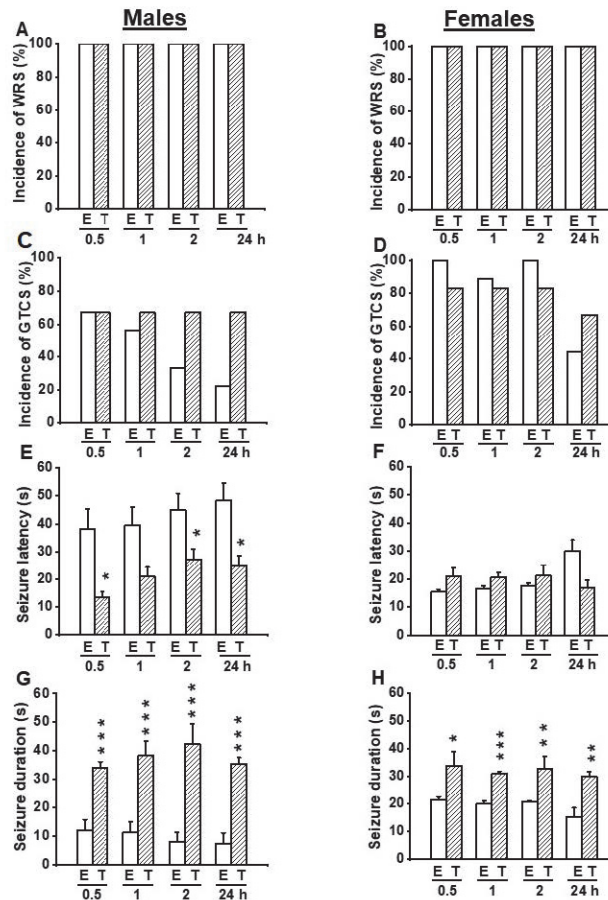 Males
Females
A
Incidence of WRS (%)
100
80
60
40
20
0
E T E T E T E T
0.5 1 2 24 h
B
Incidence of WRS (%)
100
80
60
40
20
0
E T E T E T E T
0.5 1 2 24 h
C
Incidence of GTCS (%)
100
80
60
40
20
0
E T E T E T E T
0.5 1 2 24 h
D
Incidence of GTCS (%)
100
80
60
40
20
0
E T E T E T E T
0.5 1 2 24 h
E
Seizure latency (s)
60
50
40
30
20
10
0
* * *
E T E T E T E T
0.5 1 2 24 h
F
Seizure latency (s)
60
50
40
30
20
10
0
E T E T E T E T
0.5 1 2 24 h
G
Seizure duration (s)
50
40
30
20
10
0
*** *** *** ***
E T E T E T E T
0.5 1 2 24 h
H
Seizure duration (s)
60
50
40
30
20
10
0
* *** ** **
E T E T E T E T
0.5 1 2 24 h